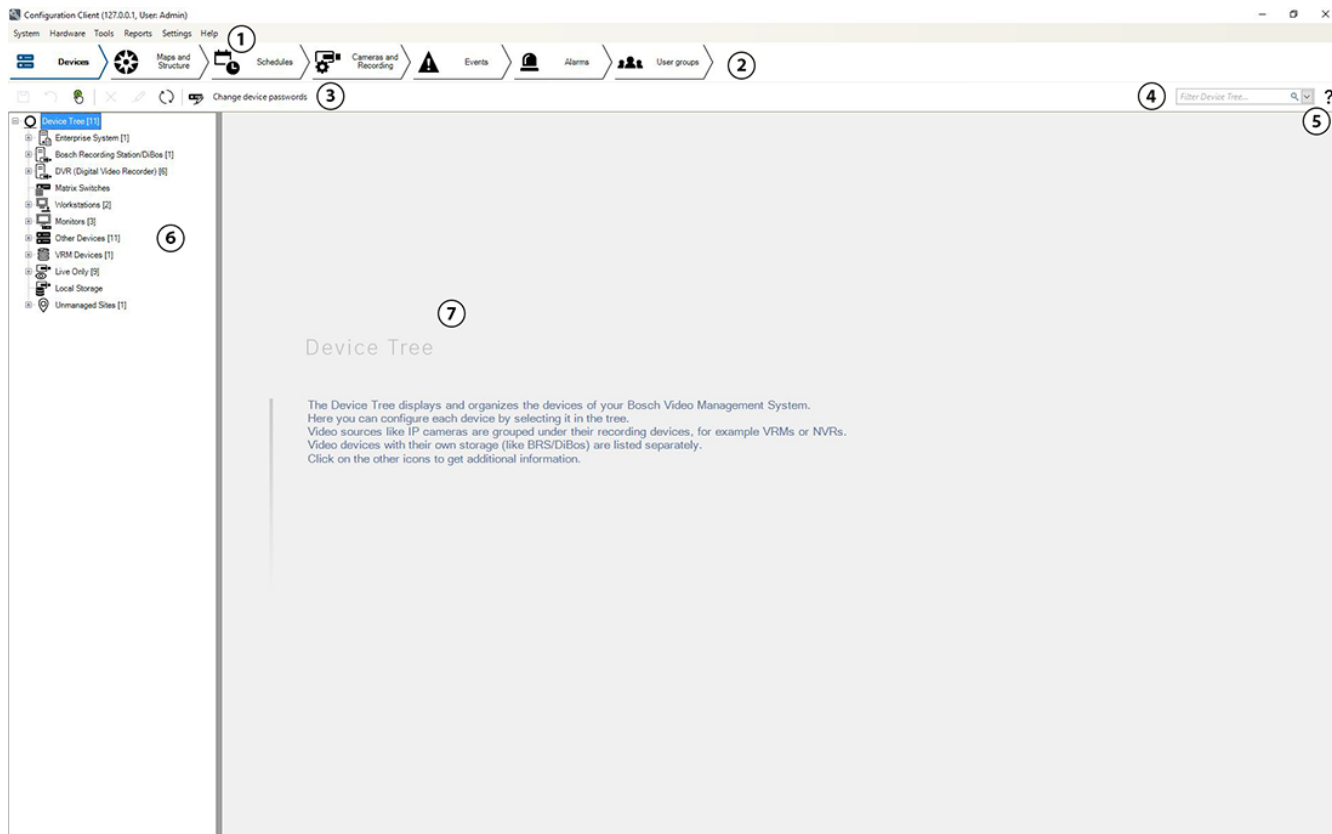 Configuration Client (127.0.0.1, User: Admin)
System Hardware Tools Reports Settings Help
1
Devices
Maps and
Structure
Schedules
Cameras and
Recording
Events
Alarms
User groups
2
Change device passwords
3
4
Filter Device Tree...
?
5
Device Tree [11]
Enterprise System [1]
Bosch Recording Station/DiBos [1]
DVR (Digital Video Recorder) [6]
Matrix Switches
Workstations [2]
Monitors [3]
Other Devices [11]
6
VRM Devices [1]
Live Only [9]
Local Storage
Unmanaged Sites [1]
7
Device Tree
The Device Tree displays and organizes the devices of your Bosch Video Management System.
Here you can configure each device by selecting it in the tree.
Video sources like IP cameras are grouped under their recording devices, for example VRMs or NVRs.
Video devices with their own storage (like BRS/DiBos) are listed separately.
Click on the other icons to get additional information.